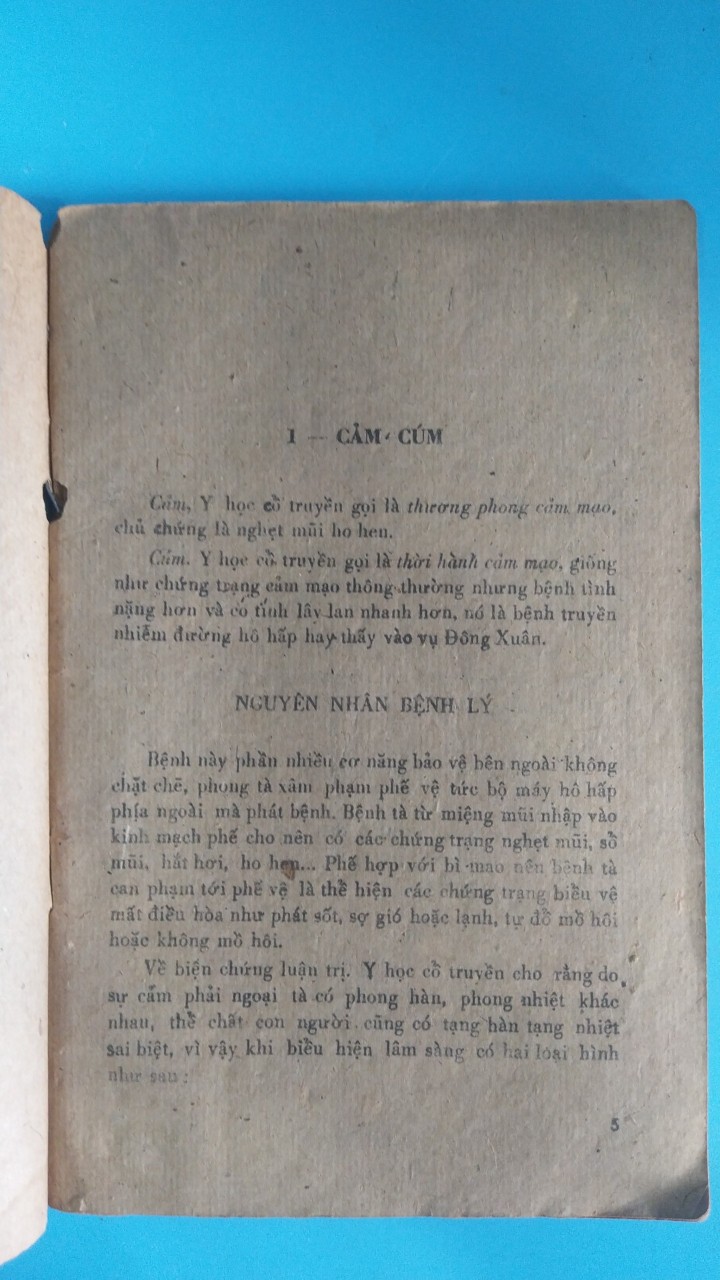 I — CẢM CÚM
Cảm, Y học cổ truyền gọi là thương phong cảm mạo,
chủ chứng là nghẹt mũi ho hen.
Cúm. Y học cổ truyền gọi là thời hành cảm mạo, giống
như chứng trạng cảm mạo thông thường nhưng bệnh tình
nặng hơn và có tính lây lan nhanh hơn, nó là bệnh truyền
nhiễm đường hô hấp hay thấy vào vụ Đông Xuân.
NGUYÊN NHÂN BỆNH LÝ
Bệnh này phần nhiều cơ năng bảo vệ bên ngoài không
chặt chẽ, phong tà xâm phạm phế vệ tức bộ máy hô hấp
phía ngoài mà phát bệnh. Bệnh tà từ miệng mũi nhập vào
kinh mạch phế cho nên có các chứng trạng nghẹt mũi, sổ
mũi, hắt hơi, ho hen... Phế hợp với bì mao nên bệnh tà
can phạm tới phế vệ là thể hiện các chứng trạng biểu vệ
mất điều hòa như phát sốt, sợ gió hoặc lạnh, tự đổ mồ hôi
hoặc không mồ hôi.
Về biện chứng luận trị. Y học cổ truyền cho rằng do
sự cảm phải ngoại tà có phong hàn, phong nhiệt khác
nhau, thể chất con người cũng có tạng hàn tạng nhiệt
sai biệt, vì vậy khi biểu hiện lâm sàng có hai loại hình
như sau :
5